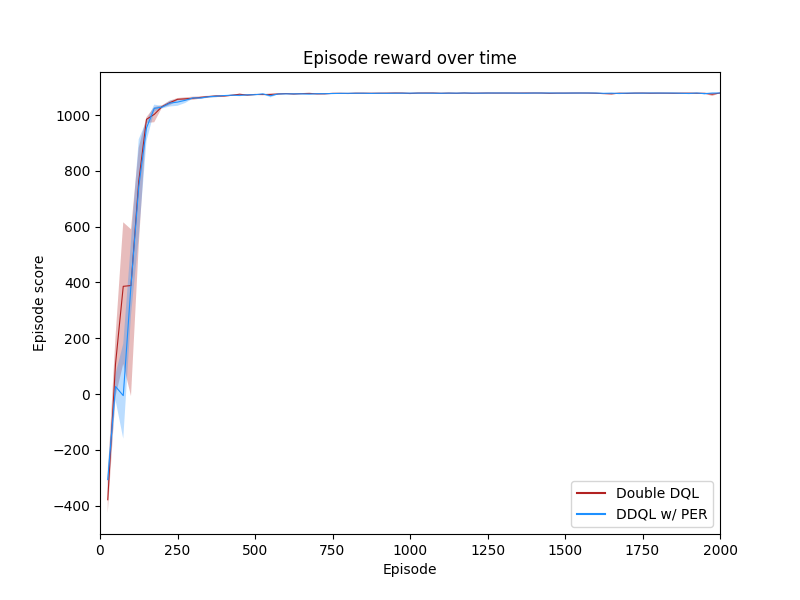 Episode reward over time
Episode score
1000
800
600
400
200
0
−200
−400
Double DQL
DDQL w/ PER
0 250 500 750 1000 1250 1500 1750 2000
Episode